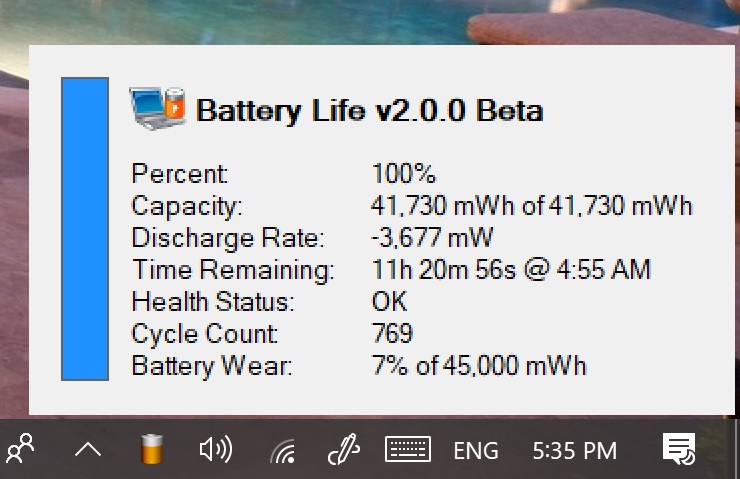 Battery Life v2.0.0 Beta
Percent: 100%
Capacity: 41,730 mWh of 41,730 mWh
Discharge Rate: -3,677 mW
Time Remaining: 11h 20m 56s @ 4:55 AM
Health Status: OK
Cycle Count: 769
Battery Wear: 7% of 45,000 mWh
ENG 5:35 PM